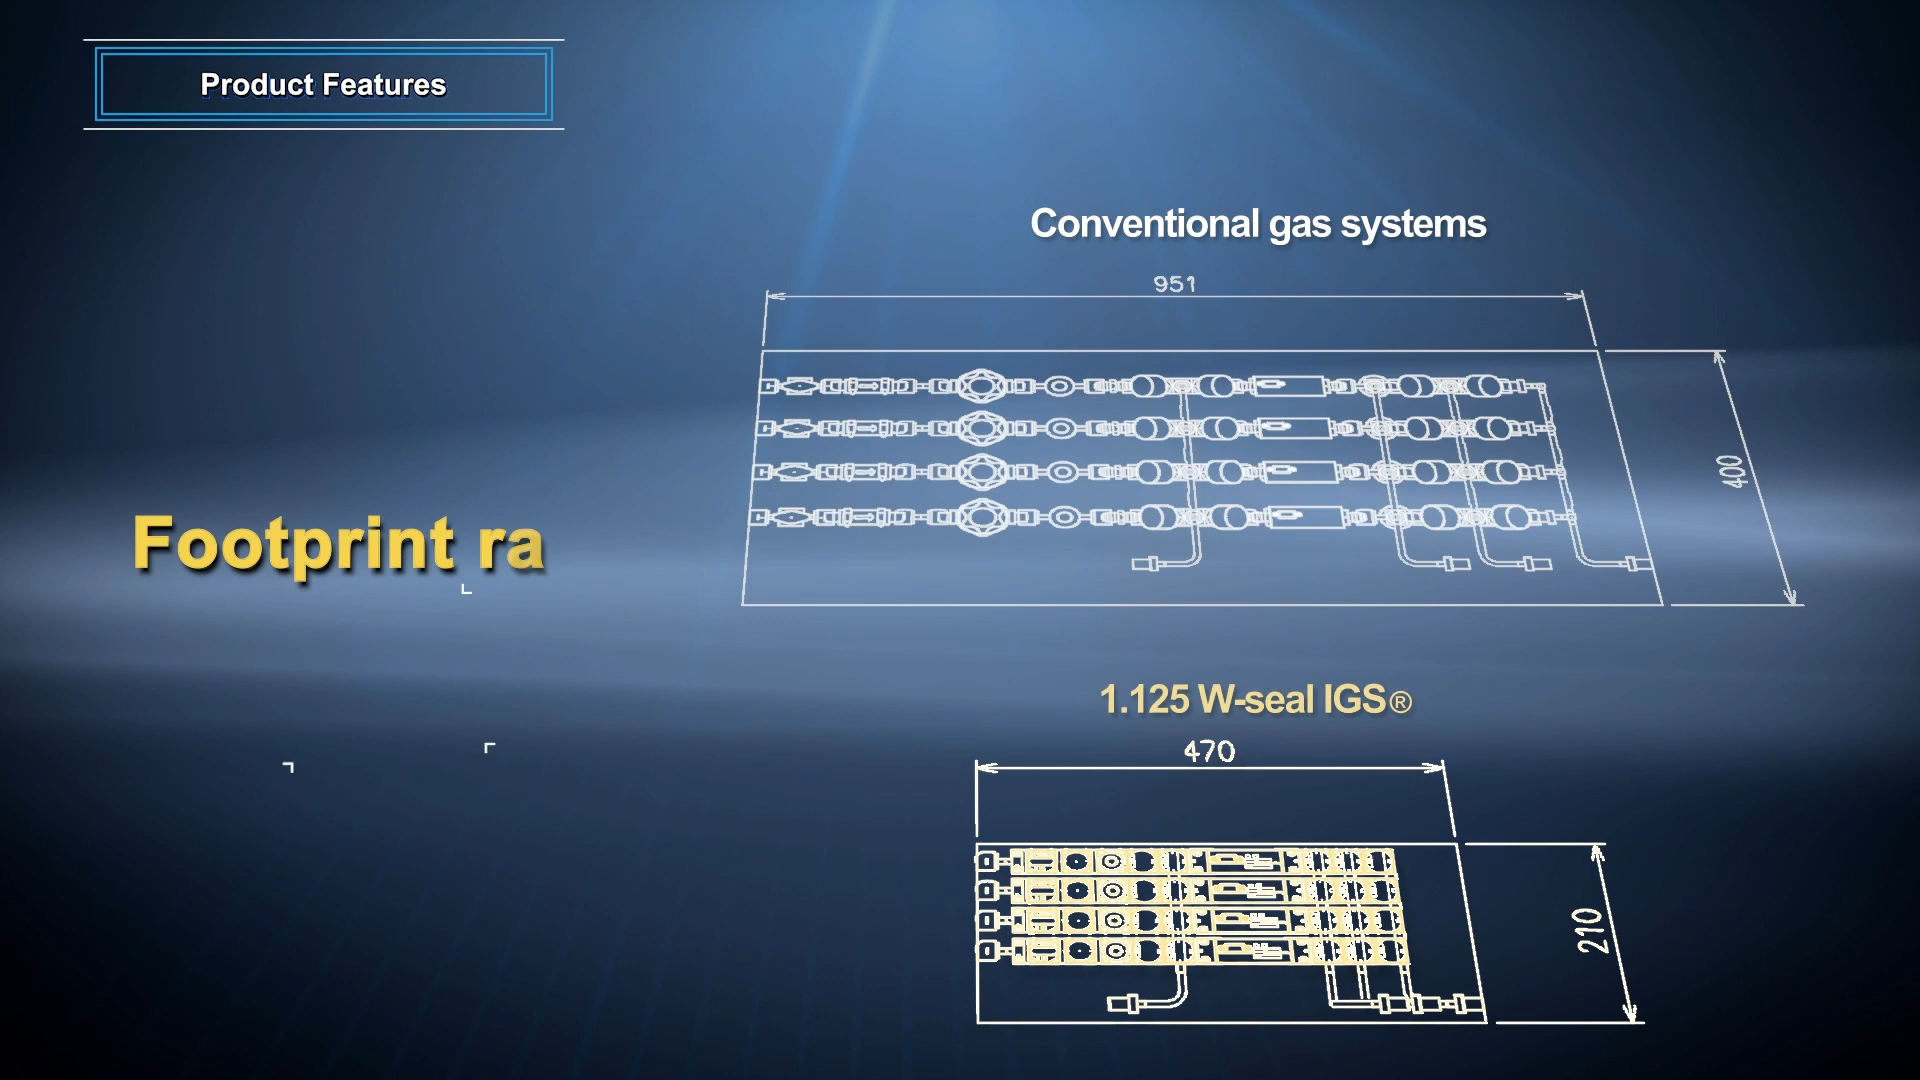 Product Features
Conventional gas systems
951
400
Footprint ra
1.125 W-seal IGS®
470
210